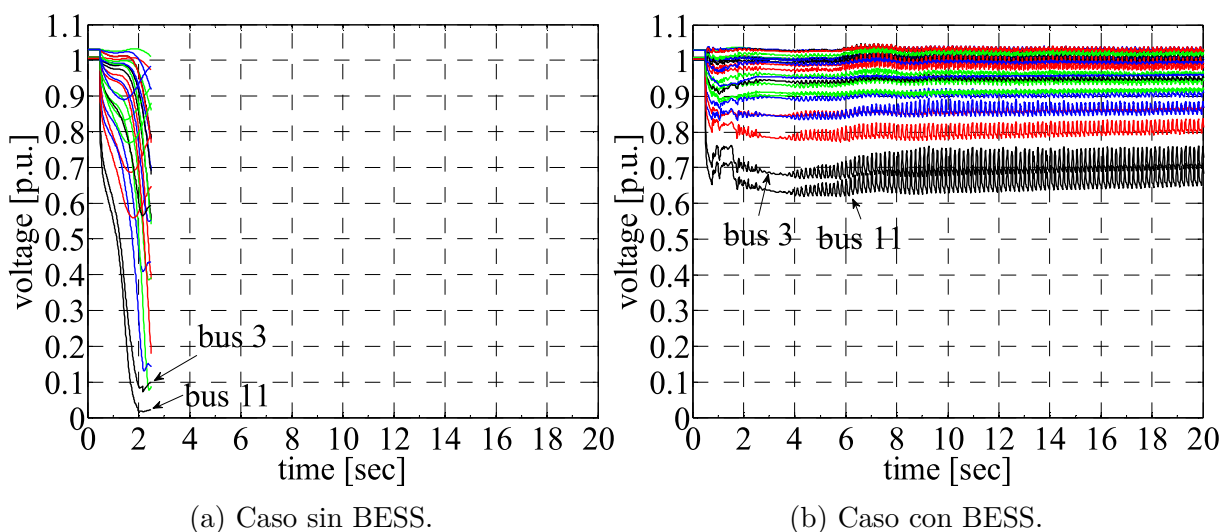 1.1
1
0.9
0.8
0.7
0.6
0.5
0.4
0.3
0.2
0.1
0
voltage [p.u.]
bus 3
bus 11
0 2 4 6 8 10 12 14 16 18 20
time [sec]
(a) Caso sin BESS.
1.1
1
0.9
0.8
0.7
0.6
0.5
0.4
0.3
0.2
0.1
0
voltage [p.u.]
bus 3
bus 11
0 2 4 6 8 10 12 14 16 18 20
time [sec]
(b) Caso con BESS.